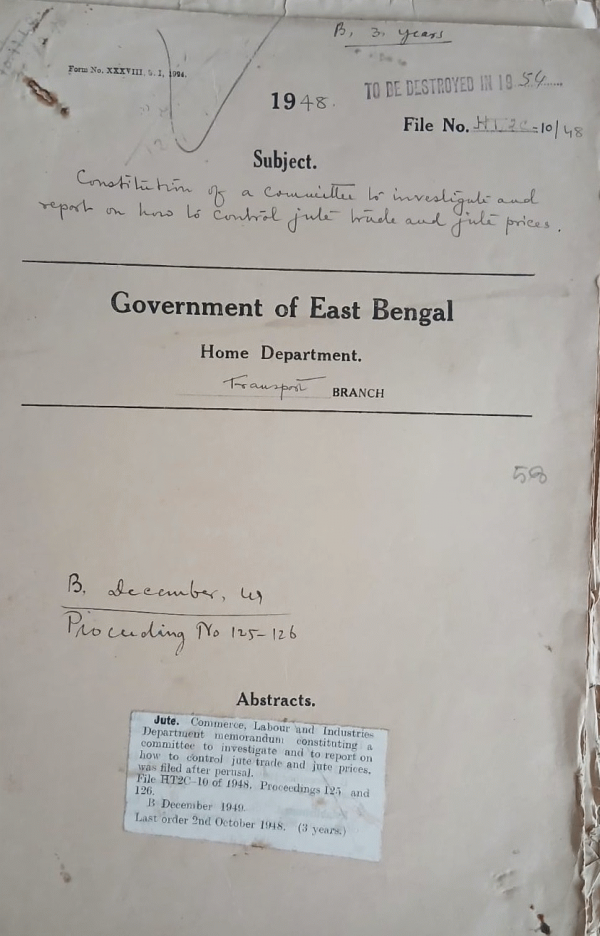 B. 3 years
Form No. XXXVIII, S. 1, 1924.
1948.
TO BE DESTROYED IN 1954
File No. HT2C-10/48
Subject.
Constitution of a committee to investigate and
report on how to control jute trade and jute prices.
Government of East Bengal
Home Department.
Transport BRANCH
58
B. December, 49
Proceeding No 125-126
Abstracts.
Jute. Commerce, Labour and Industries
Department memorandum constituting a
committee to investigate and to report on
how to control jute trade and jute prices,
was filed after perusal.
File HT2C-10 of 1948. Proceedings 125 and
126.
B December 1949.
Last order 2nd October 1948. (3 years.)